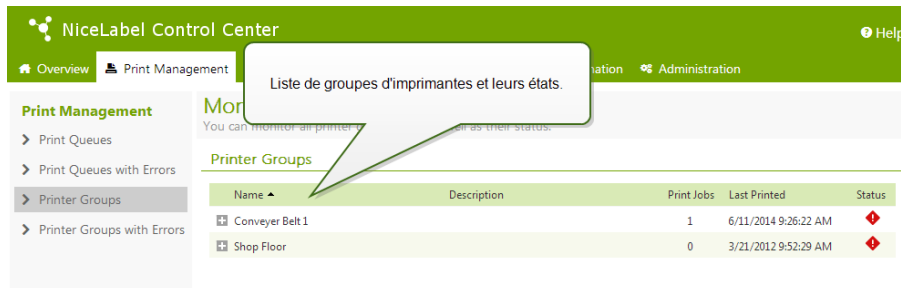 NiceLabel Control Center
Help
Overview Print Management Administration
Liste de groupes d'imprimantes et leurs états.
Print Management
Print Queues
Print Queues with Errors
Printer Groups
Printer Groups with Errors
You can monitor all printer as their status.
Printer Groups
Name Description Print Jobs Last Printed Status
Conveyer Belt 1 1 6/11/2014 9:26:22 AM
Shop Floor 0 3/21/2012 9:52:29 AM